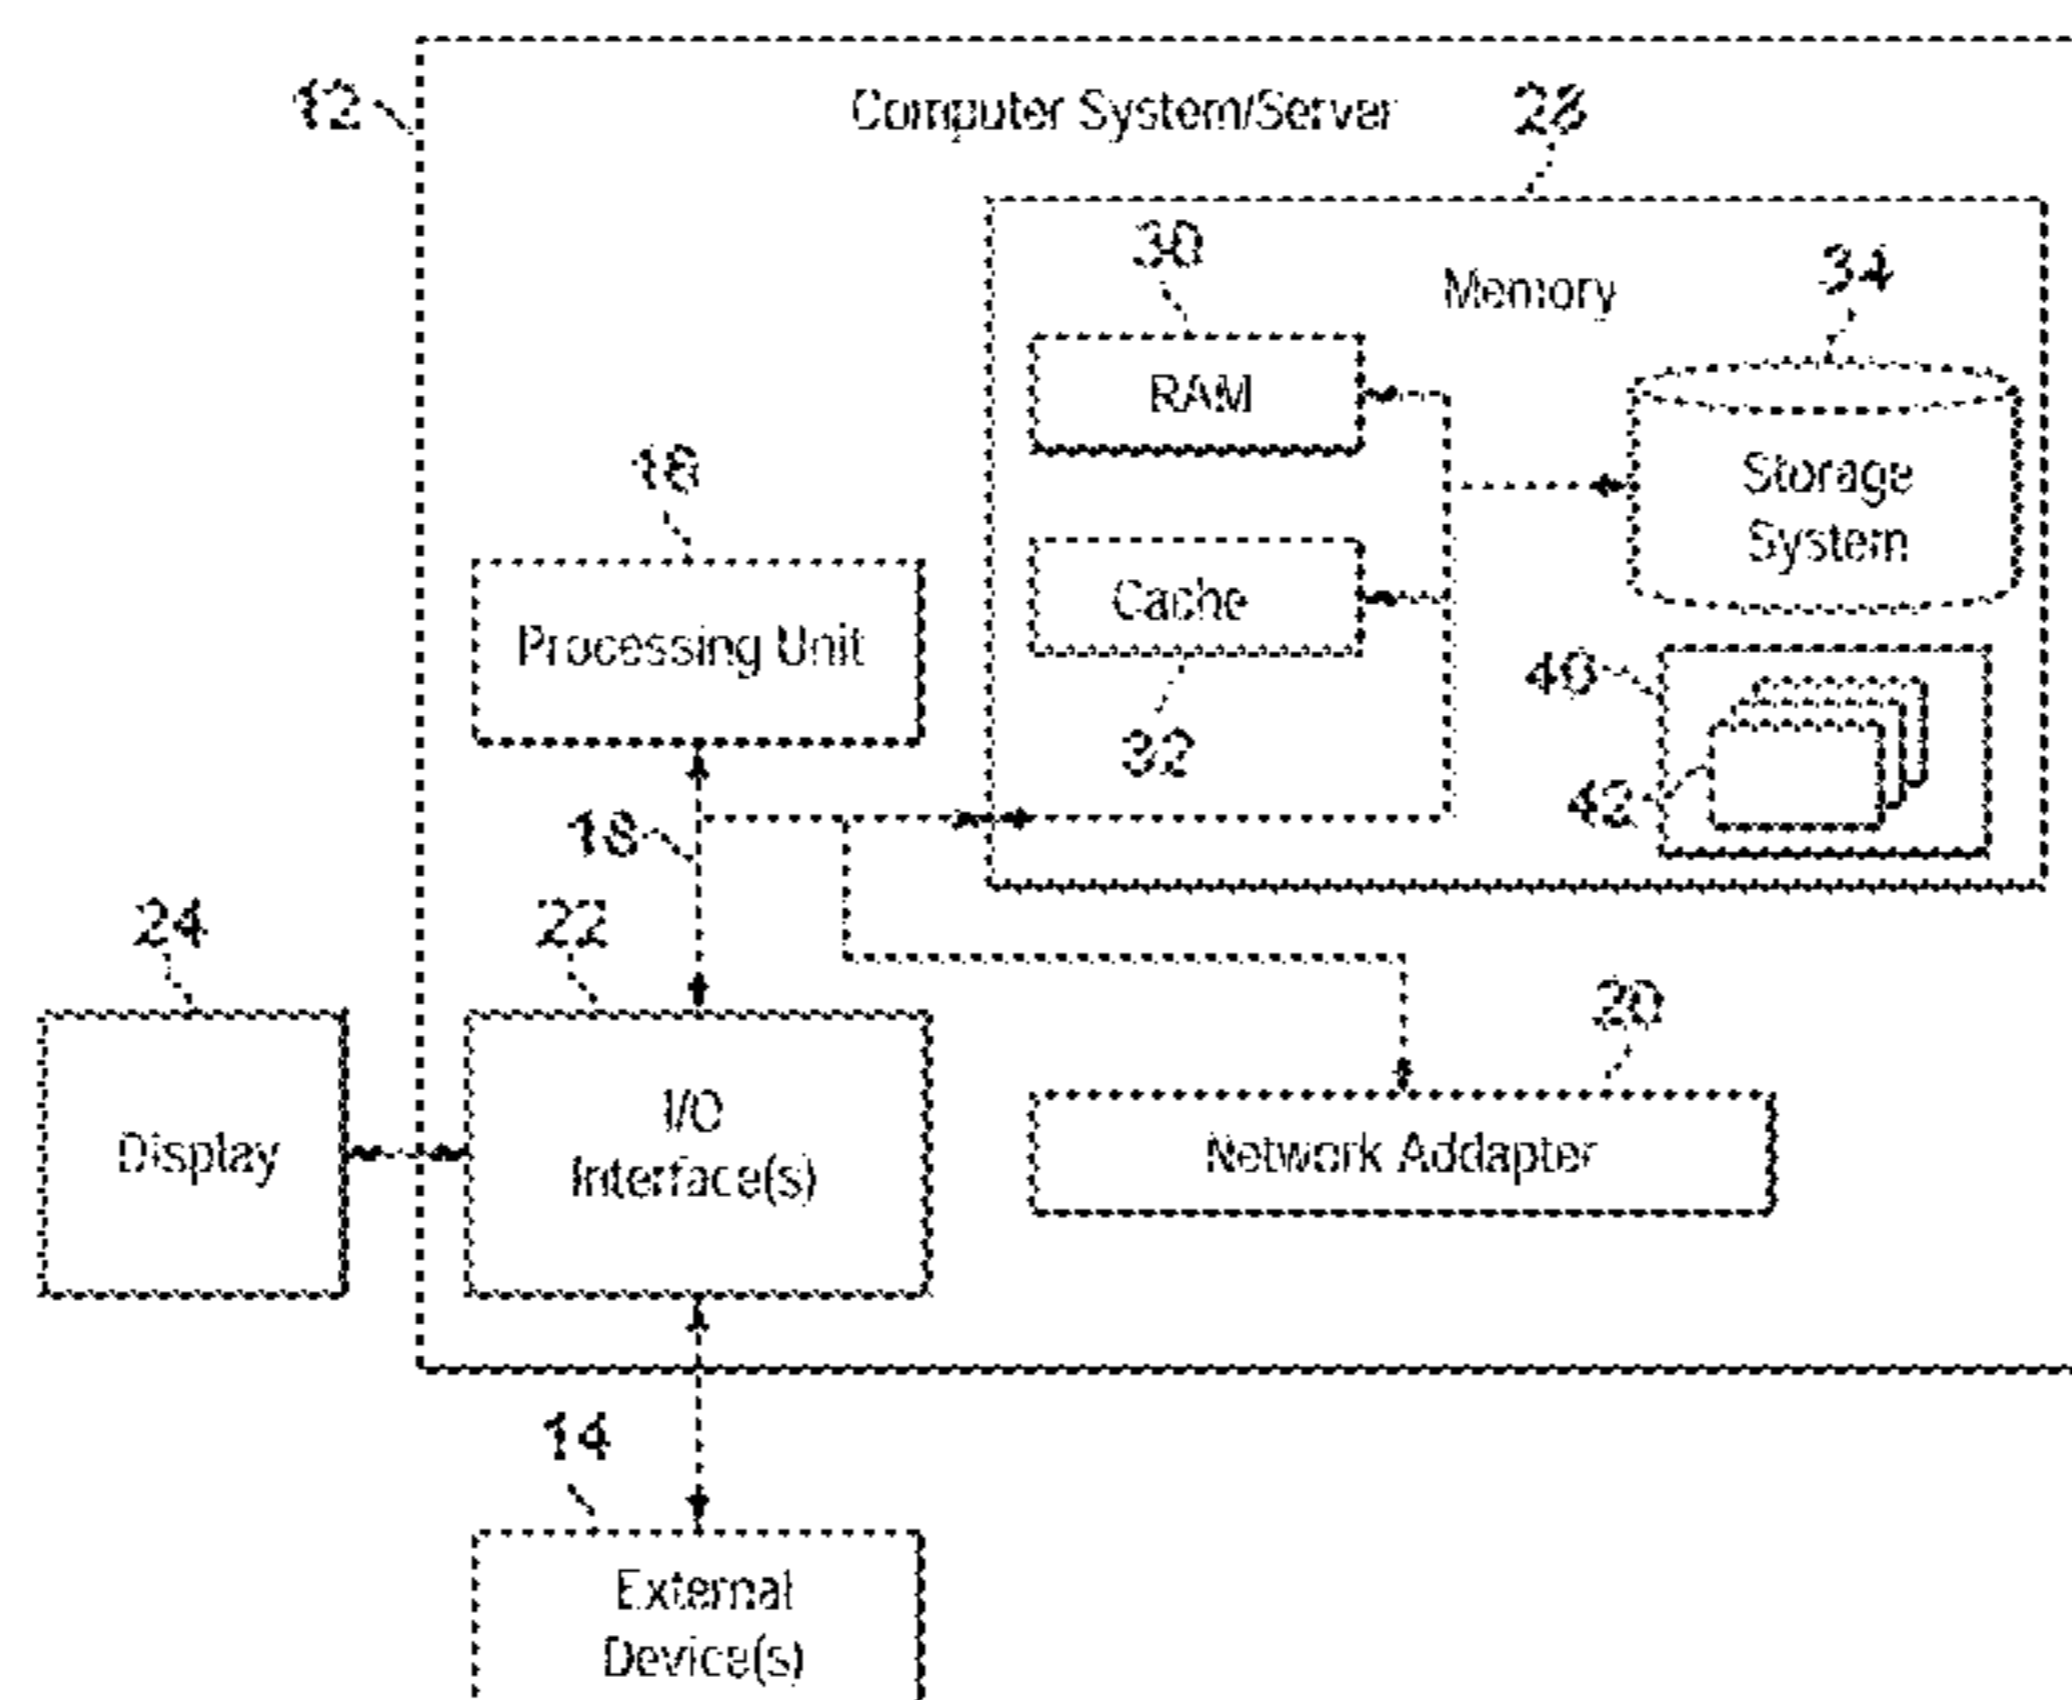 12
Computer System/Server
28
30
Memory
34
RAM
Storage
System
16
Cache
Processing Unit
40
32
42
18
24
22
20
I/O
Interface(s)
Display
Network Addapter
14
External
Device(s)